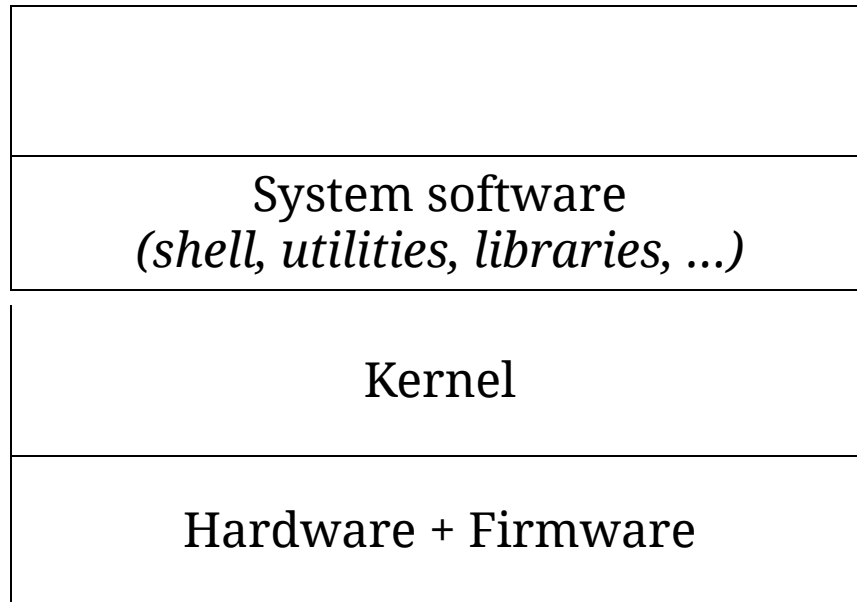 System software
(shell, utilities, libraries, …)
Kernel
Hardware + Firmware